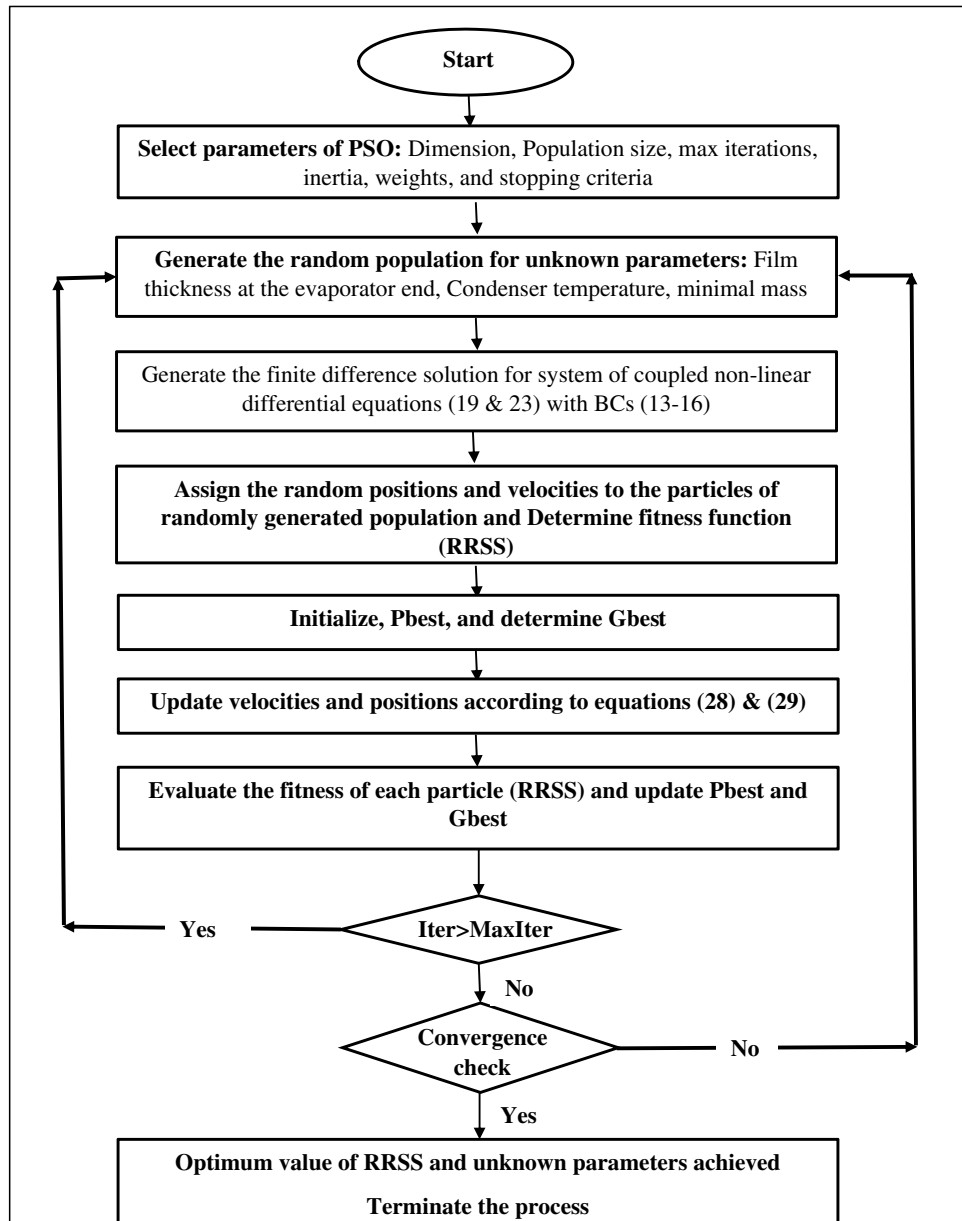 Start
Select parameters of PSO: Dimension, Population size, max iterations,
inertia, weights, and stopping criteria
Generate the random population for unknown parameters: Film
thickness at the evaporator end, Condenser temperature, minimal mass
Generate the finite difference solution for system of coupled non-linear
differential equations (19 & 23) with BCs (13-16)
Assign the random positions and velocities to the particles of
randomly generated population and Determine fitness function
(RRSS)
Initialize, Pbest, and determine Gbest
Update velocities and positions according to equations (28) & (29)
Evaluate the fitness of each particle (RRSS) and update Pbest and
Gbest
Yes
Iter>MaxIter
No
Convergence
check
No
Yes
Optimum value of RRSS and unknown parameters achieved
Terminate the process